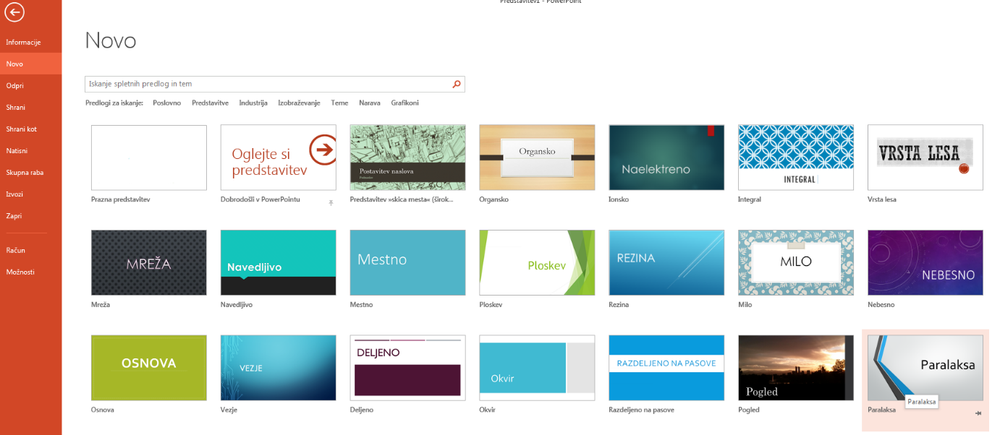 Predstavitev1 - PowerPoint
Informacije
Novo
Odpri
Shrani
Shrani kot
Natisni
Skupna raba
Izvozi
Zapri
Račun
Možnosti
Novo
Iskanje spletnih predlog in tem
Predlogi za iskanje: Poslovno Predstavitve Industrija Izobraževanje Teme Narava Grafikoni
Prazna predstavitev
Oglejte si
predstavitev
Dobrodošli v PowerPointu
Postavitev naslova
Podnaslov
Predstavitev »skica mesta« (širok...
Organsko
Organsko
Naelektreno
Ionsko
INTEGRAL
Integral
VRSTA LESA
Vrsta lesa
MREŽA
Mreža
Navedljivo
Navedljivo
Mestno
Mestno
Ploskev
Ploskev
REZINA
Rezina
MILO
Milo
NEBESNO
Nebesno
OSNOVA
Osnova
VEZJE
Vezje
DELJENO
Deljeno
Okvir
Okvir
RAZDELJENO NA PASOVE
Razdeljeno na pasove
Pogled
Pogled
Paralaksa
Paralaksa
Paralaksa